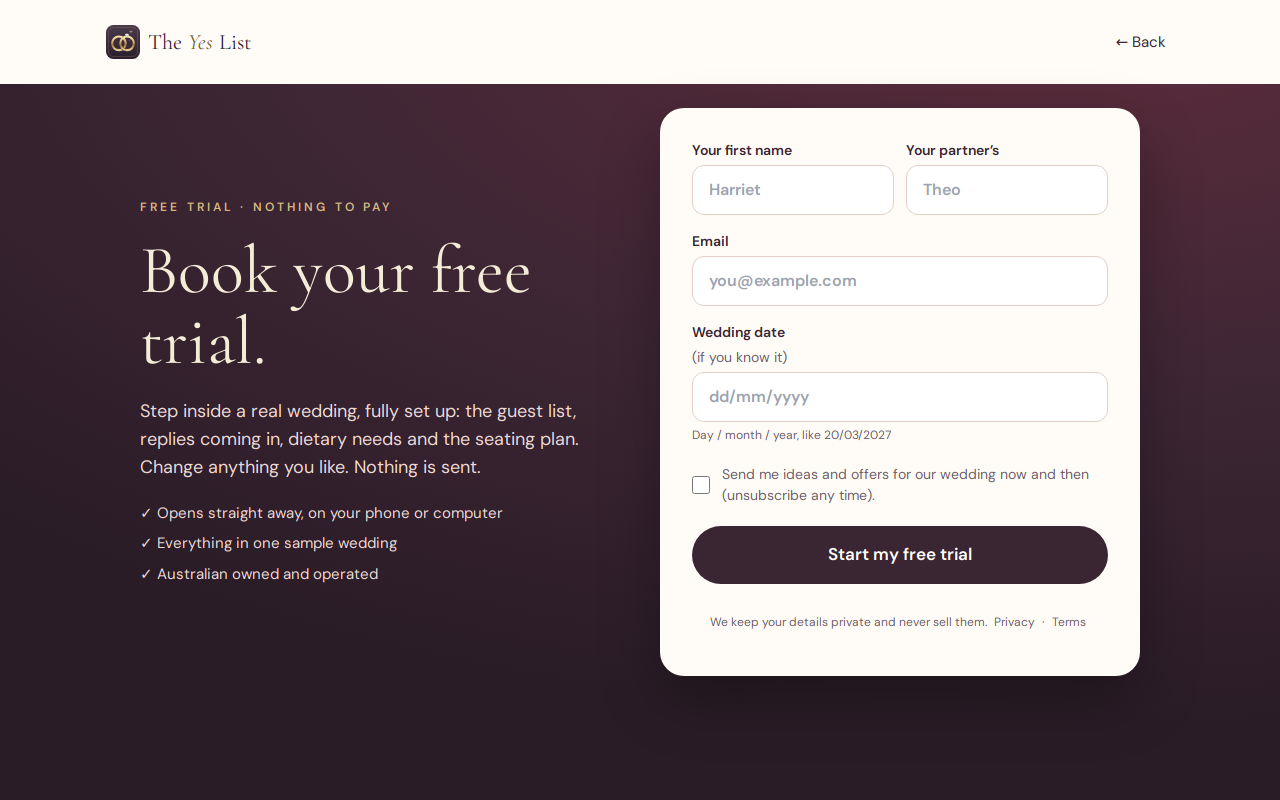 The Yes List
← Back
FREE TRIAL · NOTHING TO PAY
Book your free
trial.
Step inside a real wedding, fully set up: the guest list,
replies coming in, dietary needs and the seating plan.
Change anything you like. Nothing is sent.
✓ Opens straight away, on your phone or computer
✓ Everything in one sample wedding
✓ Australian owned and operated
Your first name
Your partner’s
Harriet
Theo
Email
you@example.com
Wedding date
(if you know it)
dd/mm/yyyy
Day / month / year, like 20/03/2027
Send me ideas and offers for our wedding now and then
(unsubscribe any time).
Start my free trial
We keep your details private and never sell them. Privacy · Terms